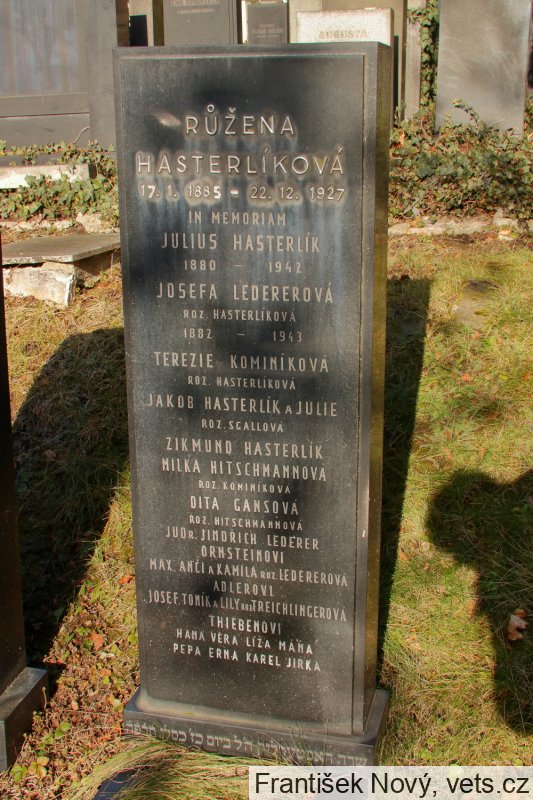 AUGUSTA
RŮŽENA
HASTERLÍKOVÁ
17. 1. 1885 – 22. 12. 1927
IN MEMORIAM
JULIUS HASTERLÍK
1880 — 1942
JOSEFA LEDEREROVÁ
ROZ. HASTERLÍKOVÁ
1882 — 1943
TEREZIE KOMINÍKOVÁ
ROZ. HASTERLÍKOVÁ
JAKOB HASTERLÍK A JULIE
ROZ. SGALLOVÁ
ZIKMUND HASTERLÍK
MILKA HITSCHMANNOVÁ
ROZ. KOMINÍKOVÁ
DITA GANSOVÁ
ROZ. HITSCHMANNOVÁ
JUDR. JINDŘICH LEDERER
ORNSTEINOVI
MAX, ANČI A KAMILA ROZ. LEDEREROVÁ
ADLEROVI
JOSEF, TONÍK A LILY ROZ. TREICHLINGEROVÁ
THIEBENOVI
HANA VĚRA LÍZA MÁŇA
PEPA ERNA KAREL JIRKA
František Nový, vets.cz